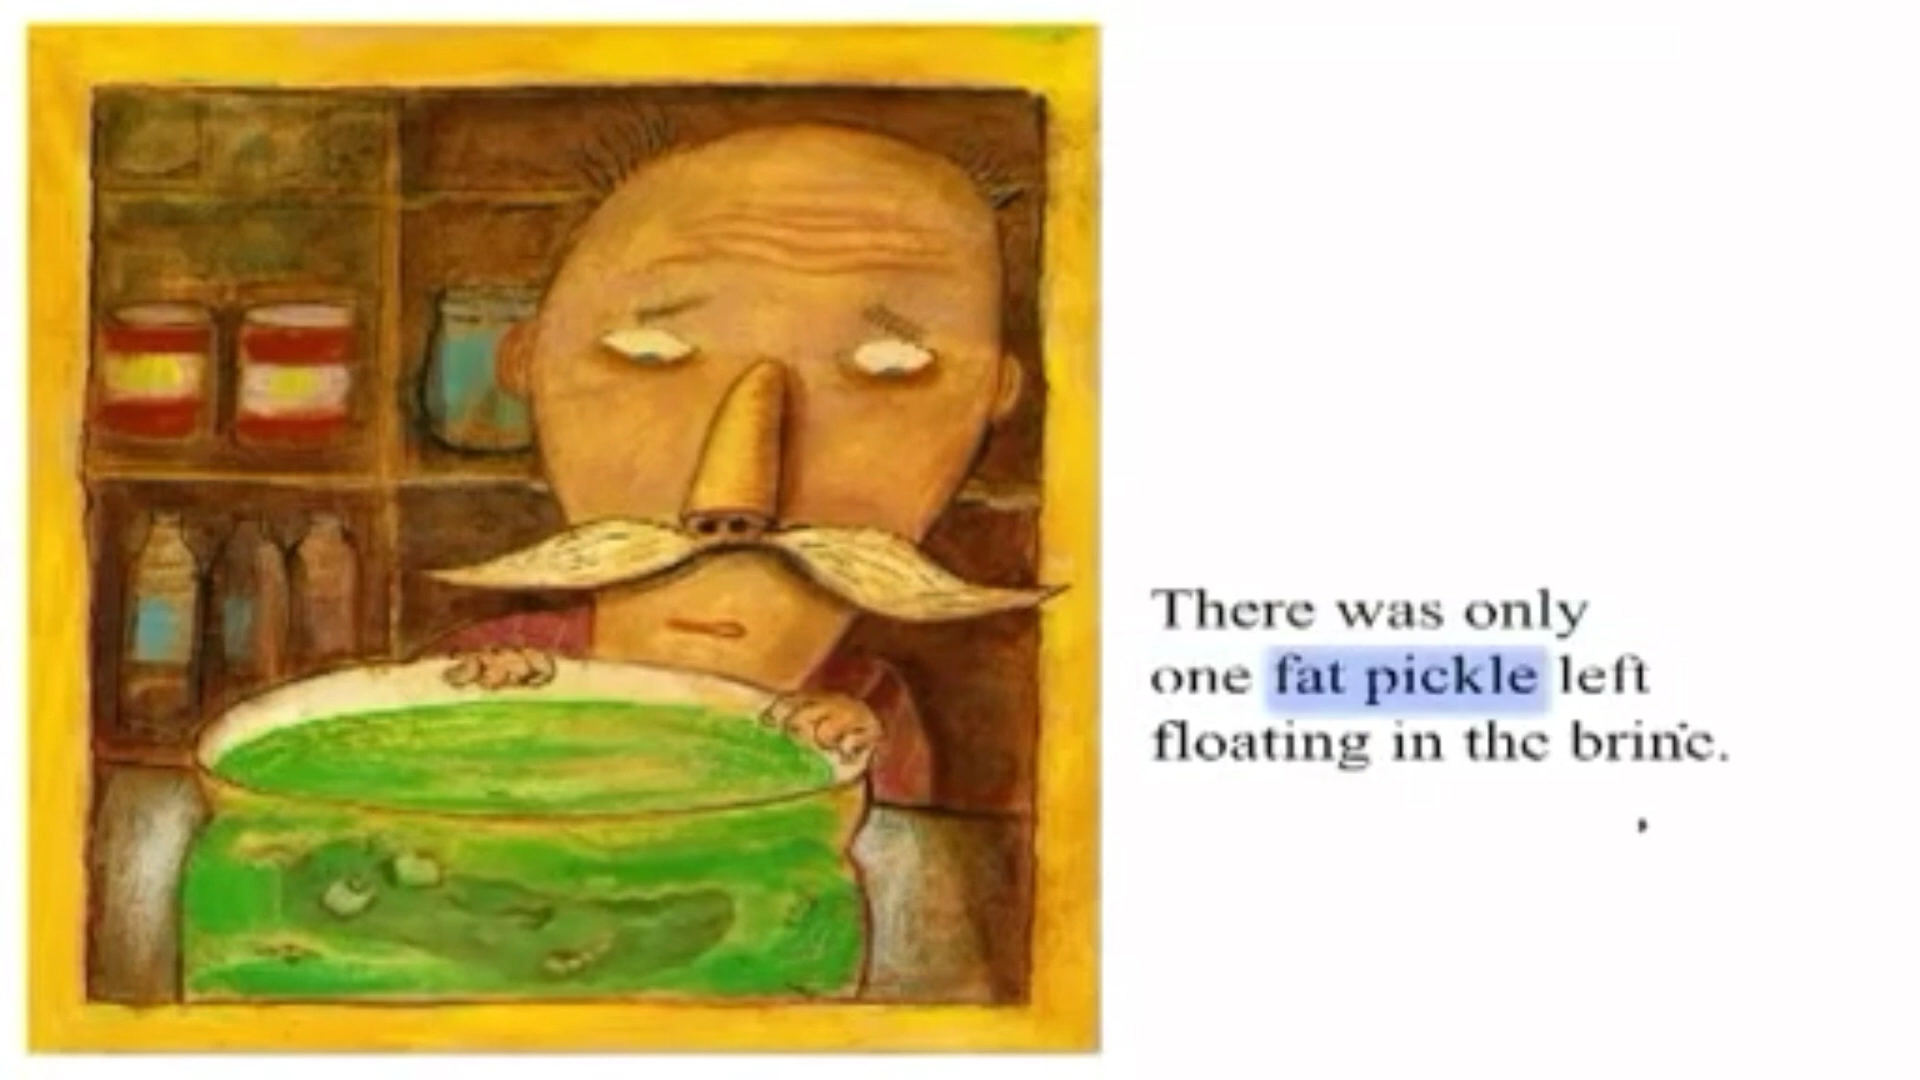 There was only
one fat pickle left
floating in the brine.